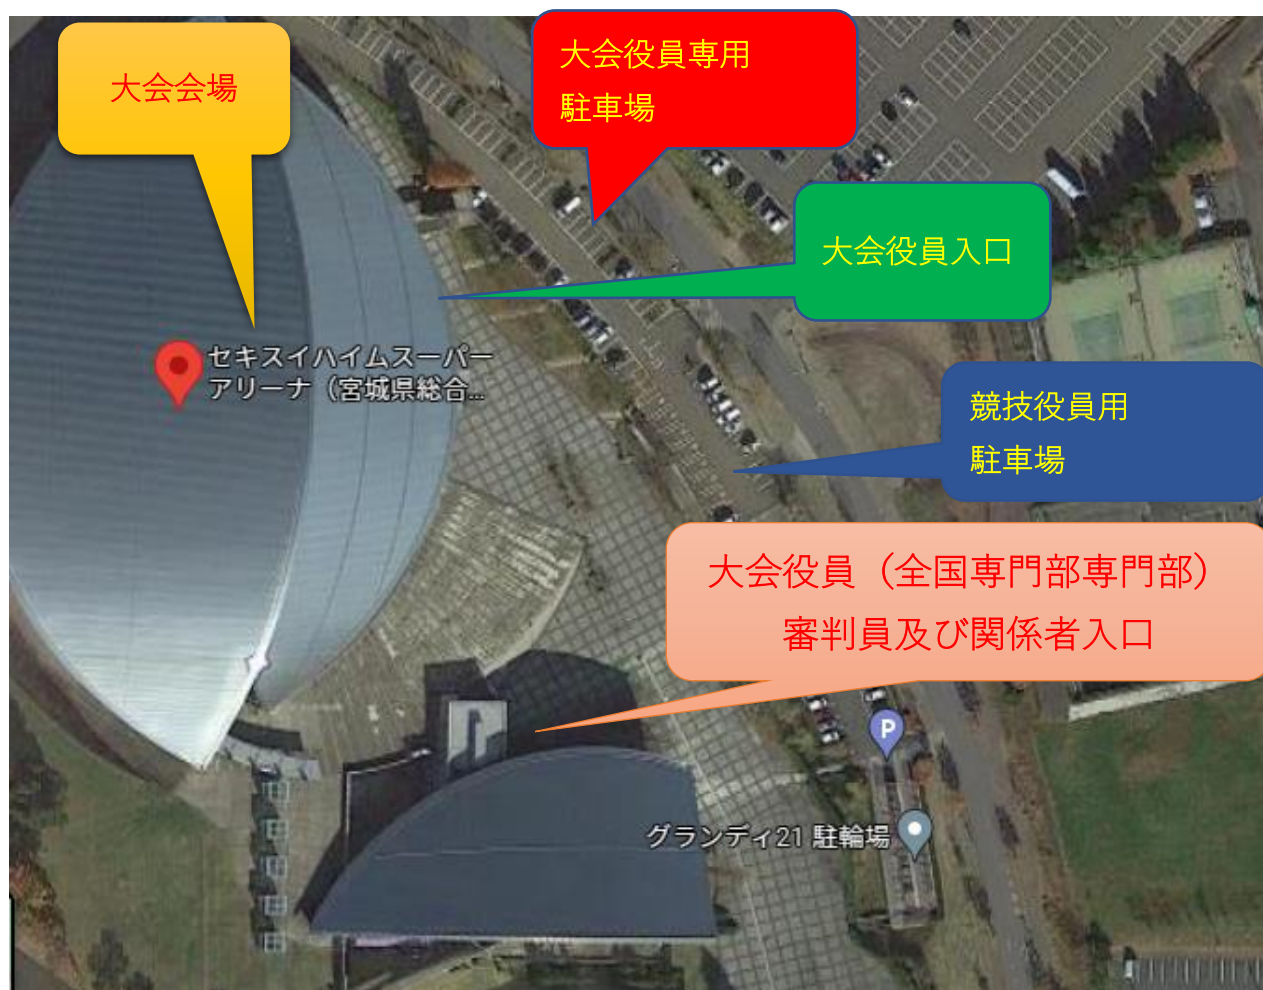 大会会場
大会役員専用
駐車場
大会役員入口
セキスイハイムスーパー
アリーナ（宮城県総合...
競技役員用
駐車場
大会役員（全国専門部専門部）
審判員及び関係者入口
P
グランディ21 駐輪場